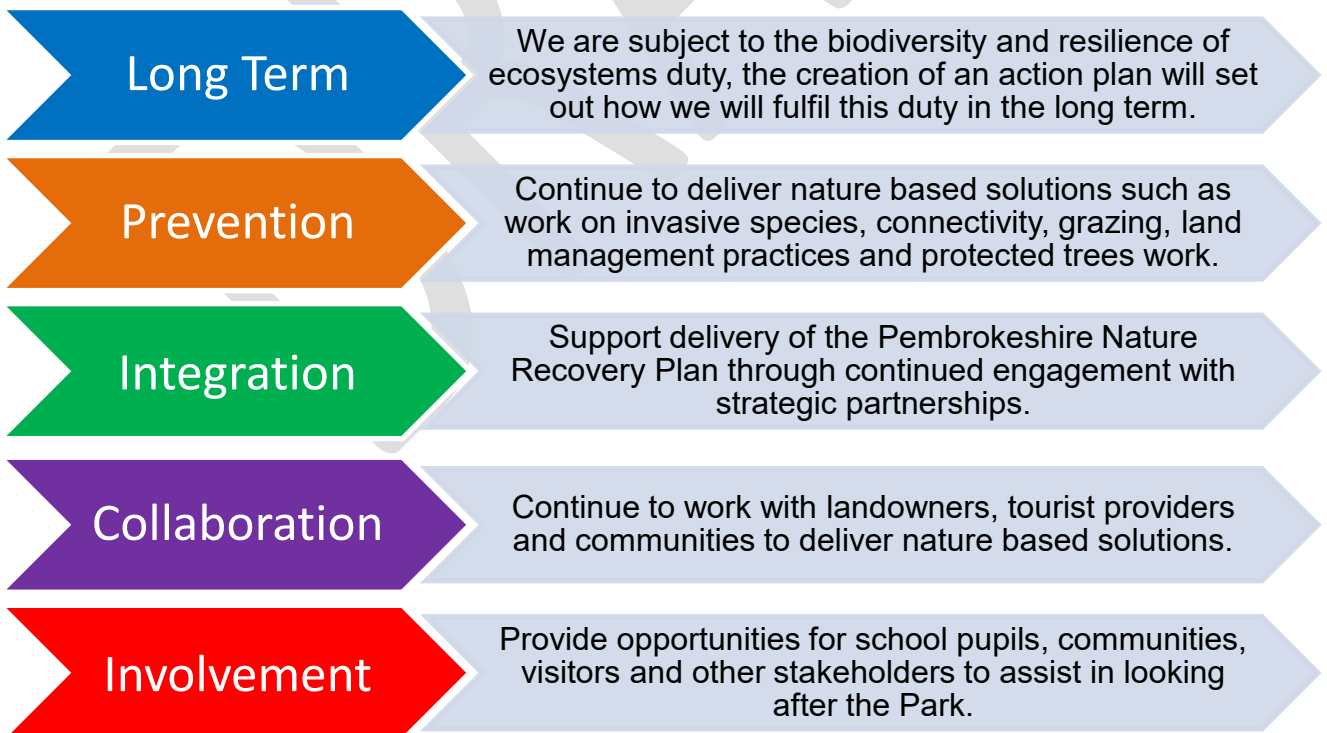 Long Term
We are subject to the biodiversity and resilience of
ecosystems duty, the creation of an action plan will set
out how we will fulfil this duty in the long term.
Prevention
Continue to deliver nature based solutions such as
work on invasive species, connectivity, grazing, land
management practices and protected trees work.
Integration
Support delivery of the Pembrokeshire Nature
Recovery Plan through continued engagement with
strategic partnerships.
Collaboration
Continue to work with landowners, tourist providers
and communities to deliver nature based solutions.
Involvement
Provide opportunities for school pupils, communities,
visitors and other stakeholders to assist in looking
after the Park.